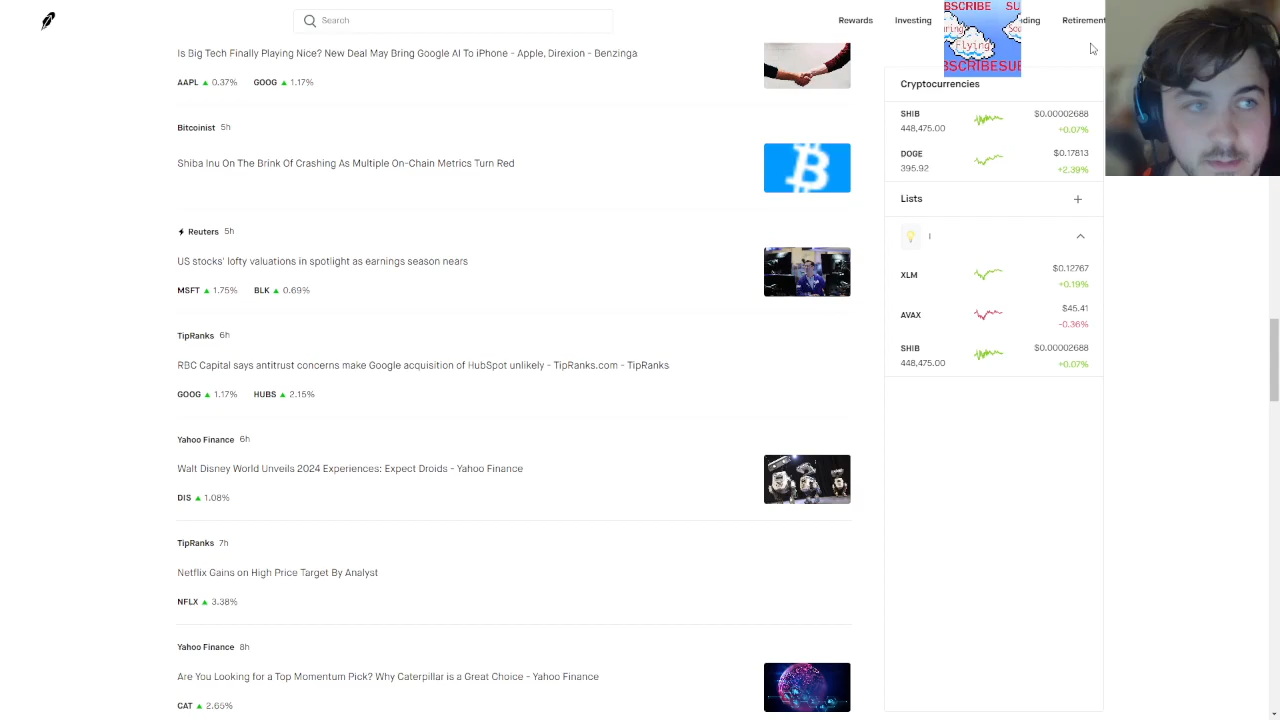 Search
Rewards
Investing
ding
Retirement
SCRIBE SU
ring
Flying
Soa
BSCRIBESUE
Is Big Tech Finally Playing Nice? New Deal May Bring Google AI To iPhone - Apple, Direxion - Benzinga
AAPL 0.37% GOOG 1.17%
Bitcoinist 5h
Shiba Inu On The Brink Of Crashing As Multiple On-Chain Metrics Turn Red
Reuters 5h
US stocks' lofty valuations in spotlight as earnings season nears
MSFT 1.75% BLK 0.69%
TipRanks 6h
RBC Capital says antitrust concerns make Google acquisition of HubSpot unlikely - TipRanks.com - TipRanks
GOOG 1.17% HUBS 2.15%
Yahoo Finance 6h
Walt Disney World Unveils 2024 Experiences: Expect Droids - Yahoo Finance
DIS 1.08%
TipRanks 7h
Netflix Gains on High Price Target By Analyst
NFLX 3.38%
Yahoo Finance 8h
Are You Looking for a Top Momentum Pick? Why Caterpillar is a Great Choice - Yahoo Finance
CAT 2.65%
Cryptocurrencies
SHIB $0.00002688
448,475.00 +0.07%
DOGE $0.17813
395.92 +2.39%
Lists
I
XLM $0.12767
+0.19%
AVAX $45.41
-0.36%
SHIB $0.00002688
448,475.00 +0.07%